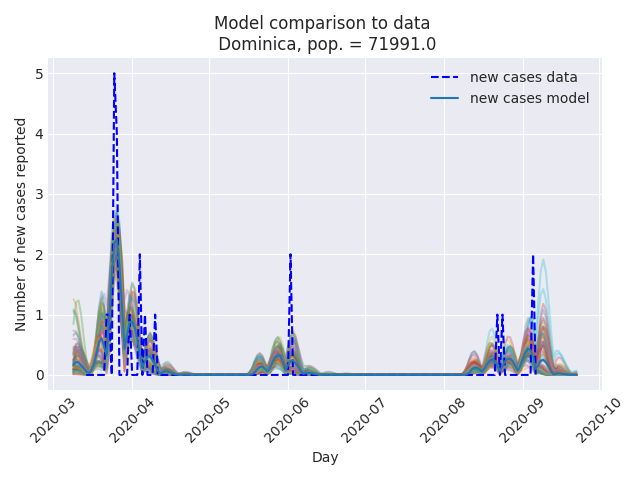 Model comparison to data
Dominica, pop. = 71991.0
new cases data
new cases model
Number of new cases reported
5
4
3
2
1
0
2020-03
2020-04
2020-05
2020-06
2020-07
2020-08
2020-09
2020-10
Day